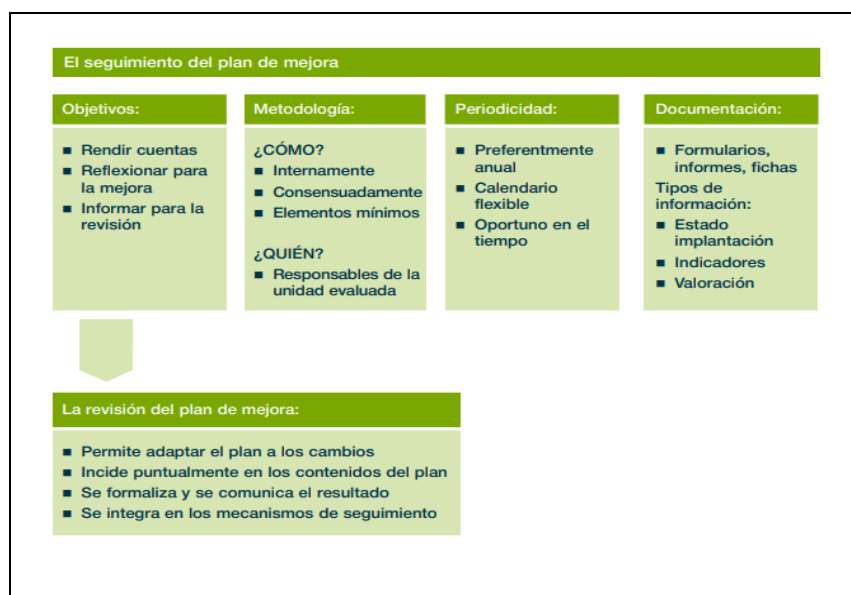 El seguimiento del plan de mejora
Objetivos:
■ Rendir cuentas
■ Reflexionar para
la mejora
■ Informar para la
revisión
Metodología:
¿CÓMO?
■ Internamente
■ Consensuadamente
■ Elementos mínimos
¿QUIÉN?
■ Responsables de la
unidad evaluada
Periodicidad:
■ Preferentmente
anual
■ Calendario
flexible
■ Oportuno en el
tiempo
Documentación:
■ Formularios,
informes, fichas
Tipos de
información:
■ Estado
implantación
■ Indicadores
■ Valoración
La revisión del plan de mejora:
■ Permite adaptar el plan a los cambios
■ Incide puntualmente en los contenidos del plan
■ Se formaliza y se comunica el resultado
■ Se integra en los mecanismos de seguimiento